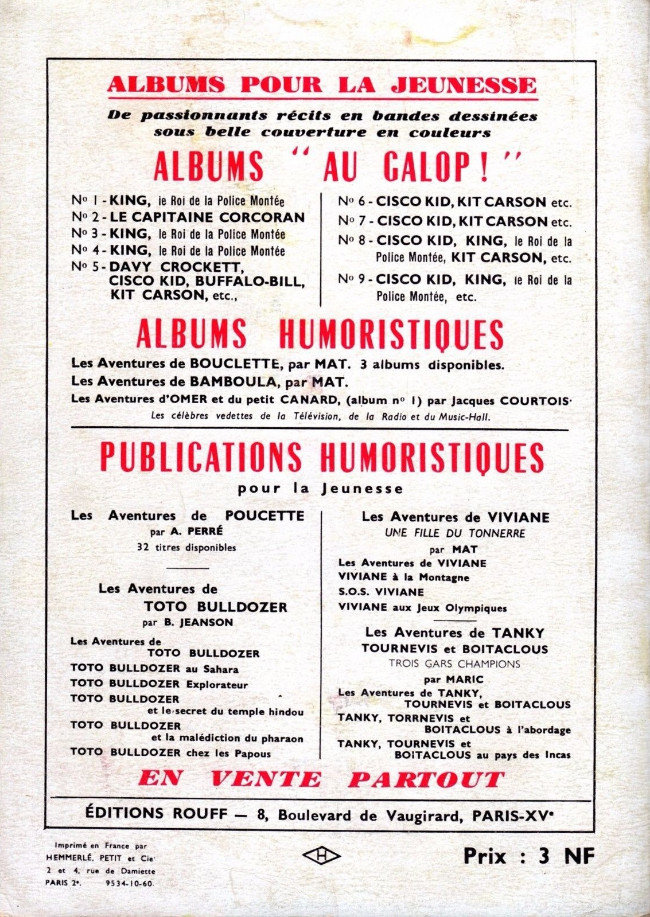 ALBUMS POUR LA JEUNESSE
De passionnants récits en bandes dessinées
sous belle couverture en couleurs
ALBUMS "AU GALOP!"
No 1 - KING, le Roi de la Police Montée
No 2 - LE CAPITAINE CORCORAN
No 3 - KING, le Roi de la Police Montée
No 4 - KING, le Roi de la Police Montée
No 5 - DAVY CROCKETT,
CISCO KID, BUFFALO-BILL,
KIT CARSON, etc.,
No 6 - CISCO KID, KIT CARSON etc.
No 7 - CISCO KID, KIT CARSON etc.
No 8 - CISCO KID, KING, le Roi de la
Police Montée, KIT CARSON, etc.
No 9 - CISCO KID, KING, le Roi de la
Police Montée, etc.
ALBUMS HUMORISTIQUES
Les Aventures de BOUCLETTE, par MAT. 3 albums disponibles.
Les Aventures de BAMBOULA, par MAT.
Les Aventures d'OMER et du petit CANARD, (album no 1) par Jacques COURTOIS.
Les célèbres vedettes de la Télévision, de la Radio et du Music-Hall.
PUBLICATIONS HUMORISTIQUES
pour la Jeunesse
Les Aventures de POUCETTE
par A. PERRÉ
32 titres disponibles
Les Aventures de
TOTO BULLDOZER
par B. JEANSON
Les Aventures de
TOTO BULLDOZER
TOTO BULLDOZER au Sahara
TOTO BULLDOZER Explorateur
TOTO BULLDOZER
et le secret du temple hindou
TOTO BULLDOZER
et la malédiction du pharaon
TOTO BULLDOZER chez les Papous
Les Aventures de VIVIANE
UNE FILLE DU TONNERRE
par MAT
Les Aventures de VIVIANE
VIVIANE à la Montagne
S.O.S. VIVIANE
VIVIANE aux Jeux Olympiques
Les Aventures de TANKY
TOURNEVIS et BOITACLOUS
TROIS GARS CHAMPIONS
par MARIC
Les Aventures de TANKY,
TOURNEVIS et BOITACLOUS
TANKY, TORRNEVIS et
BOITACLOUS à l'abordage
TANKY, TOURNEVIS et
BOITACLOUS au pays des Incas
EN VENTE PARTOUT
ÉDITIONS ROUFF — 8, Boulevard de Vaugirard, PARIS-XVe
Imprimé en France par
HEMMERLÉ, PETIT et Cie
2 et 4, rue de Damiette
PARIS 2e. 9534-10-60.
H
Prix : 3 NF